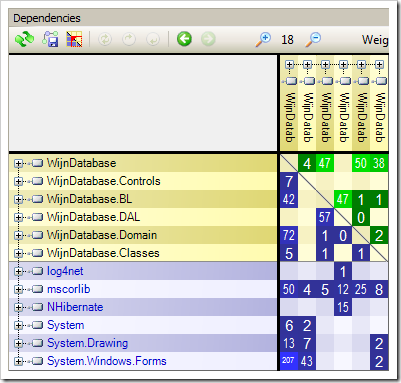 Dependencies
18 Weig
WijnDatab WijnDatab WijnDatab WijnDatab WijnDatab WijnDatab
WijnDatabase 4 47 50 38
WijnDatabase.Controls 7
WijnDatabase.BL 42 47 1 1
WijnDatabase.DAL 57 0
WijnDatabase.Domain 72 1 0 2
WijnDatabase.Classes 5 1 1
log4net 1
mscorlib 50 4 5 12 25 8
NHibernate 15
System 6 2
System.Drawing 13 7 2
System.Windows.Forms 207 43 2